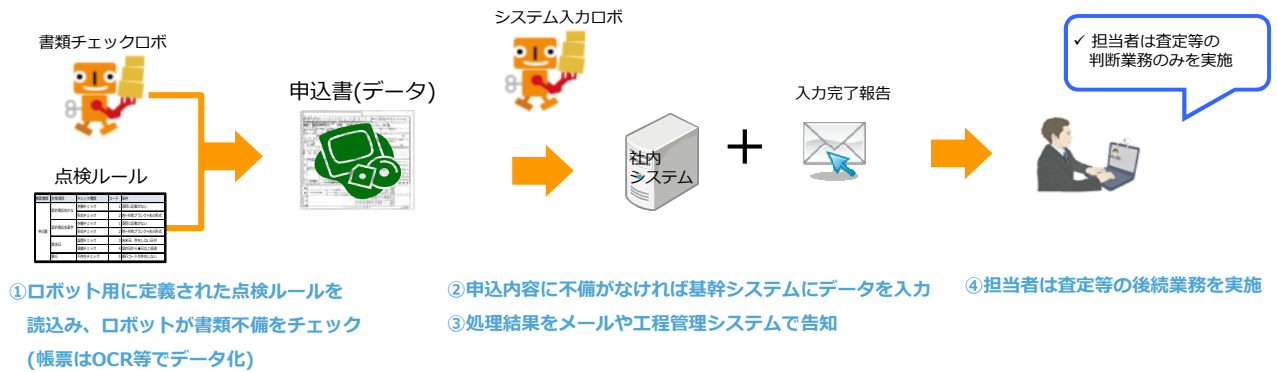 システム入力ロボ
書類チェックロボ
✓ 担当者は査定等の
判断業務のみを実施
申込書(データ)
入力完了報告
社内
システム
＋
点検ルール
①ロボット用に定義された点検ルールを
読込み、ロボットが書類不備をチェック
(帳票はOCR等でデータ化)
②申込内容に不備がなければ基幹システムにデータを入力
③処理結果をメールや工程管理システムで告知
④担当者は査定等の後続業務を実施